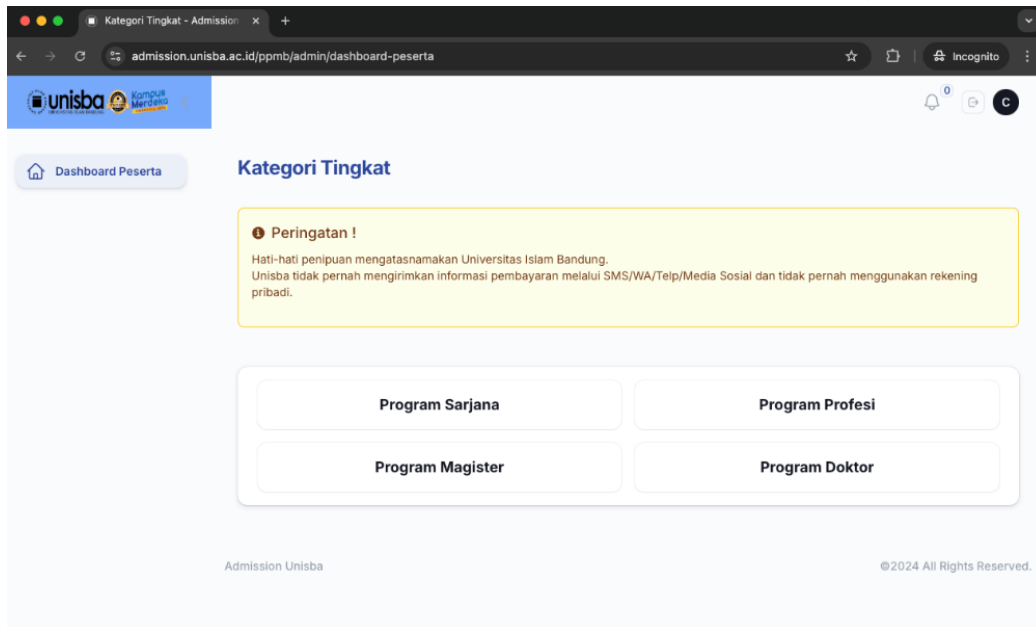 Kategori Tingkat - Admission
admission.unisba.ac.id/ppmb/admin/dashboard-peserta
Incognito
unisba
UNIVERSITAS ISLAM BANDUNG
Kampus
Merdeka
0
C
Dashboard Peserta
Kategori Tingkat
Peringatan !
Hati-hati penipuan mengatasnamakan Universitas Islam Bandung.
Unisba tidak pernah mengirimkan informasi pembayaran melalui SMS/WA/Telp/Media Sosial dan tidak pernah menggunakan rekening
pribadi.
Program Sarjana
Program Profesi
Program Magister
Program Doktor
Admission Unisba
©2024 All Rights Reserved.